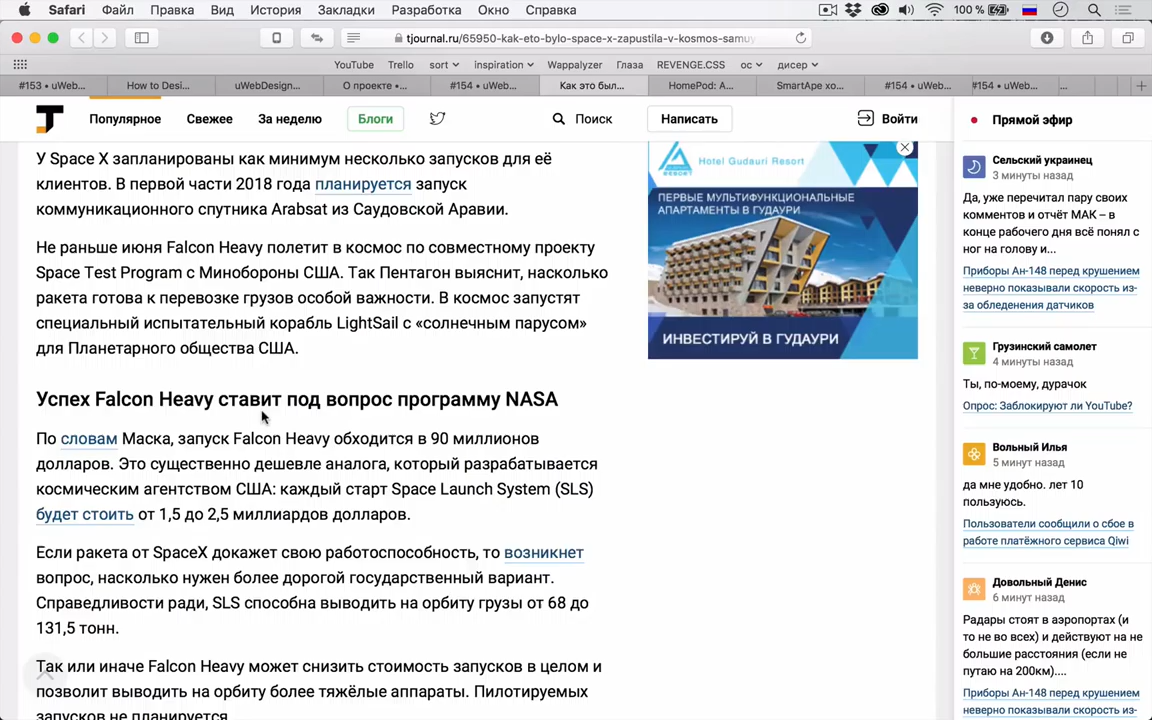 Safari Файл Правка Вид История Закладки Разработка Окно Справка 100 %
tjournal.ru/65950-kak-eto-bylo-space-x-zapustila-v-kosmos-samuy-
YouTube Trello sort inspiration Wappalyzer Глаза REVENGE.CSS ос дисер
#153 • uWeb... How to Desi... uWebDesign... О проекте •... #154 • uWeb... Как это был... HomePod: A... SmartApe хо... #154 • uWeb... #154 • uWeb... ...
Популярное Свежее За неделю Блоги Поиск Написать Войти
У Space X запланированы как минимум несколько запусков для её
клиентов. В первой части 2018 года планируется запуск
коммуникационного спутника Arabsat из Саудовской Аравии.
Не раньше июня Falcon Heavy полетит в космос по совместному проекту
Space Test Program с Минобороны США. Так Пентагон выяснит, насколько
ракета готова к перевозке грузов особой важности. В космос запустят
специальный испытательный корабль LightSail с «солнечным парусом»
для Планетарного общества США.
Успех Falcon Heavy ставит под вопрос программу NASA
По словам Маска, запуск Falcon Heavy обходится в 90 миллионов
долларов. Это существенно дешевле аналога, который разрабатывается
космическим агентством США: каждый старт Space Launch System (SLS)
будет стоить от 1,5 до 2,5 миллиардов долларов.
Если ракета от SpaceX докажет свою работоспособность, то возникнет
вопрос, насколько нужен более дорогой государственный вариант.
Справедливости ради, SLS способна выводить на орбиту грузы от 68 до
131,5 тонн.
Так или иначе Falcon Heavy может снизить стоимость запусков в целом и
позволит выводить на орбиту более тяжёлые аппараты. Пилотируемых
запусков не планируется
Hotel Gudauri Resort
ПЕРВЫЕ МУЛЬТИФУНКЦИОНАЛЬНЫЕ
АПАРТАМЕНТЫ В ГУДАУРИ
ИНВЕСТИРУЙ В ГУДАУРИ
Прямой эфир
Сельский украинец
3 минуты назад
Да, уже перечитал пару своих
комментов и отчёт МАК – в
конце рабочего дня всё понял с
ног на голову и...
Приборы Ан-148 перед крушением
неверно показывали скорость из-
за обледенения датчиков
Грузинский самолет
4 минуты назад
Ты, по-моему, дурачок
Опрос: Заблокируют ли YouTube?
Вольный Илья
5 минут назад
да мне удобно. лет 10
пользуюсь.
Пользователи сообщили о сбое в
работе платёжного сервиса Qiwi
Довольный Денис
6 минут назад
Радары стоят в аэропортах (и
то не во всех) и действуют на не
большие расстояния (если не
путаю на 200км)....
Приборы Ан-148 перед крушением
неверно показывали скорость из-